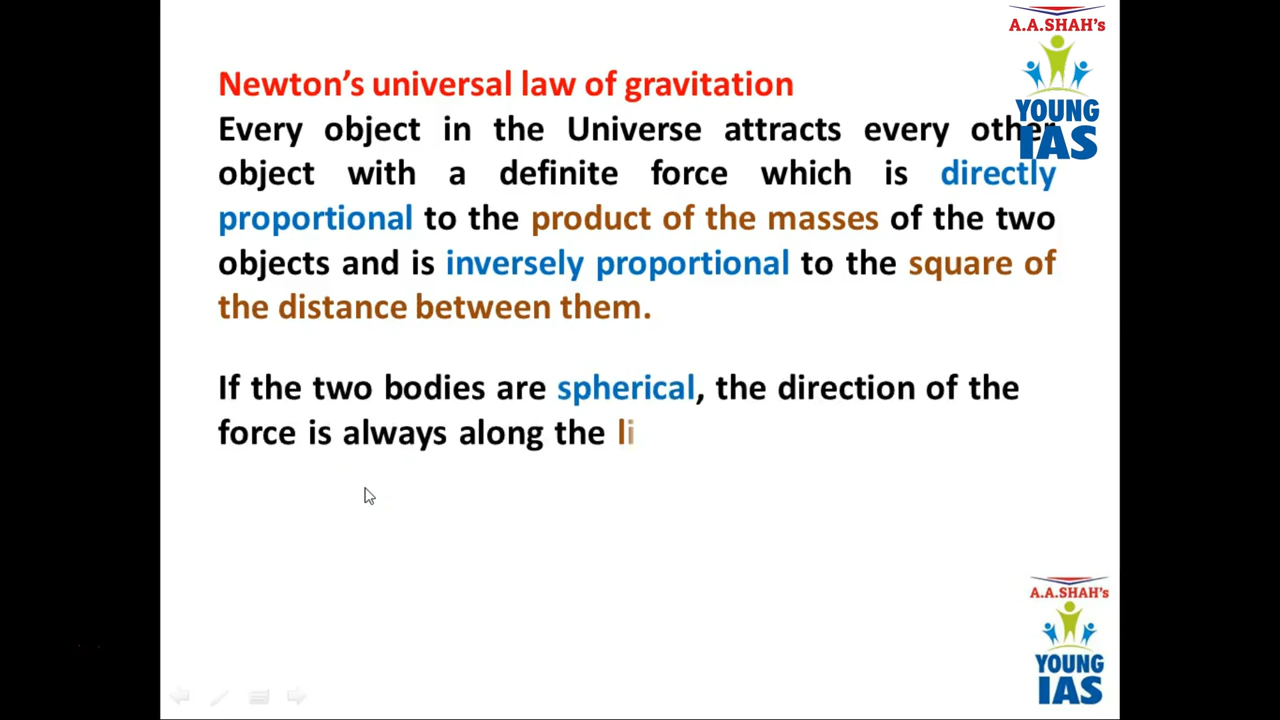 A.A.SHAH's
YOUNG
IAS
Newton's universal law of gravitation
Every object in the Universe attracts every other
object with a definite force which is directly
proportional to the product of the masses of the two
objects and is inversely proportional to the square of
the distance between them.
If the two bodies are spherical, the direction of the
force is always along the li
A.A.SHAH's
YOUNG
IAS